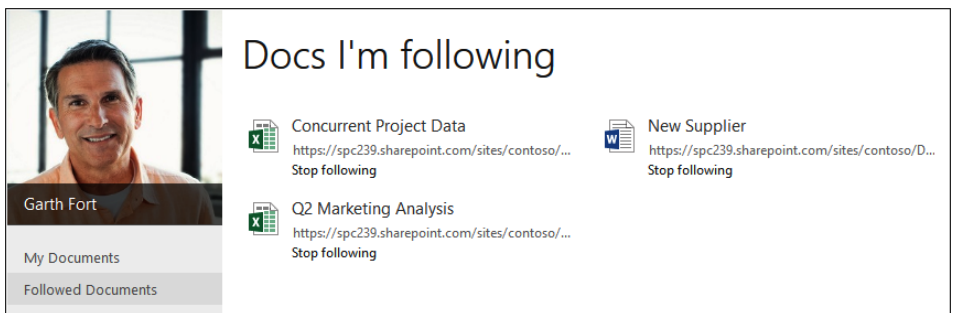 Docs I'm following
Concurrent Project Data
https://spc239.sharepoint.com/sites/contoso/...
Stop following
New Supplier
https://spc239.sharepoint.com/sites/contoso/D...
Stop following
Q2 Marketing Analysis
https://spc239.sharepoint.com/sites/contoso/...
Stop following
Garth Fort
My Documents
Followed Documents